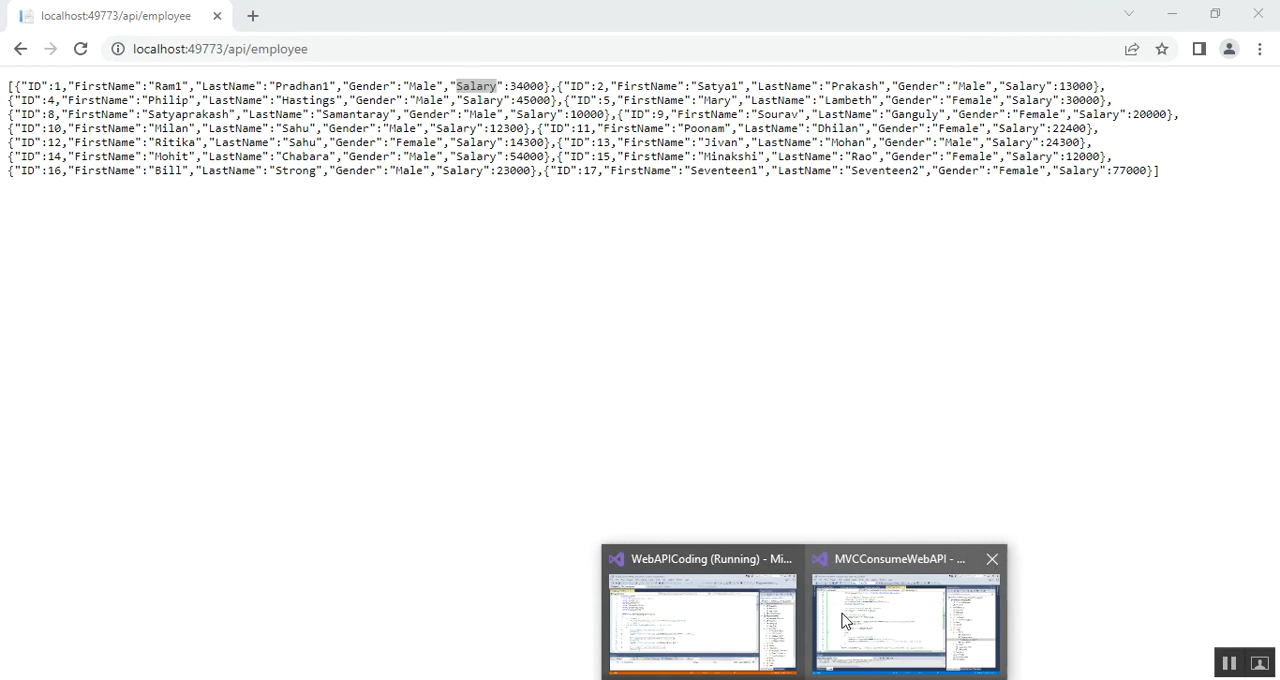 localhost:49773/api/employee
localhost:49773/api/employee
[{"ID":1,"FirstName":"Ram1","LastName":"Pradhan1","Gender":"Male","Salary":34000},{"ID":2,"FirstName":"Satya1","LastName":"Prakash","Gender":"Male","Salary":13000},
{"ID":4,"FirstName":"Philip","LastName":"Hastings","Gender":"Male","Salary":45000},{"ID":5,"FirstName":"Mary","LastName":"Lambeth","Gender":"Female","Salary":30000},
{"ID":8,"FirstName":"Satyaprakash","LastName":"Samantaray","Gender":"Male","Salary":10000},{"ID":9,"FirstName":"Sourav","LastName":"Ganguly","Gender":"Female","Salary":20000},
{"ID":10,"FirstName":"Milan","LastName":"Sahu","Gender":"Male","Salary":12300},{"ID":11,"FirstName":"Poonam","LastName":"Dhilan","Gender":"Female","Salary":22400},
{"ID":12,"FirstName":"Ritika","LastName":"Sahu","Gender":"Female","Salary":14300},{"ID":13,"FirstName":"Jivan","LastName":"Mohan","Gender":"Male","Salary":24300},
{"ID":14,"FirstName":"Mohit","LastName":"Chabara","Gender":"Male","Salary":54000},{"ID":15,"FirstName":"Minakshi","LastName":"Rao","Gender":"Female","Salary":12000},
{"ID":16,"FirstName":"Bill","LastName":"Strong","Gender":"Male","Salary":23000},{"ID":17,"FirstName":"Seventeen1","LastName":"Seventeen2","Gender":"Female","Salary":77000}]
WebAPICoding (Running) - Mi...
MVCConsumeWebAPI - ...